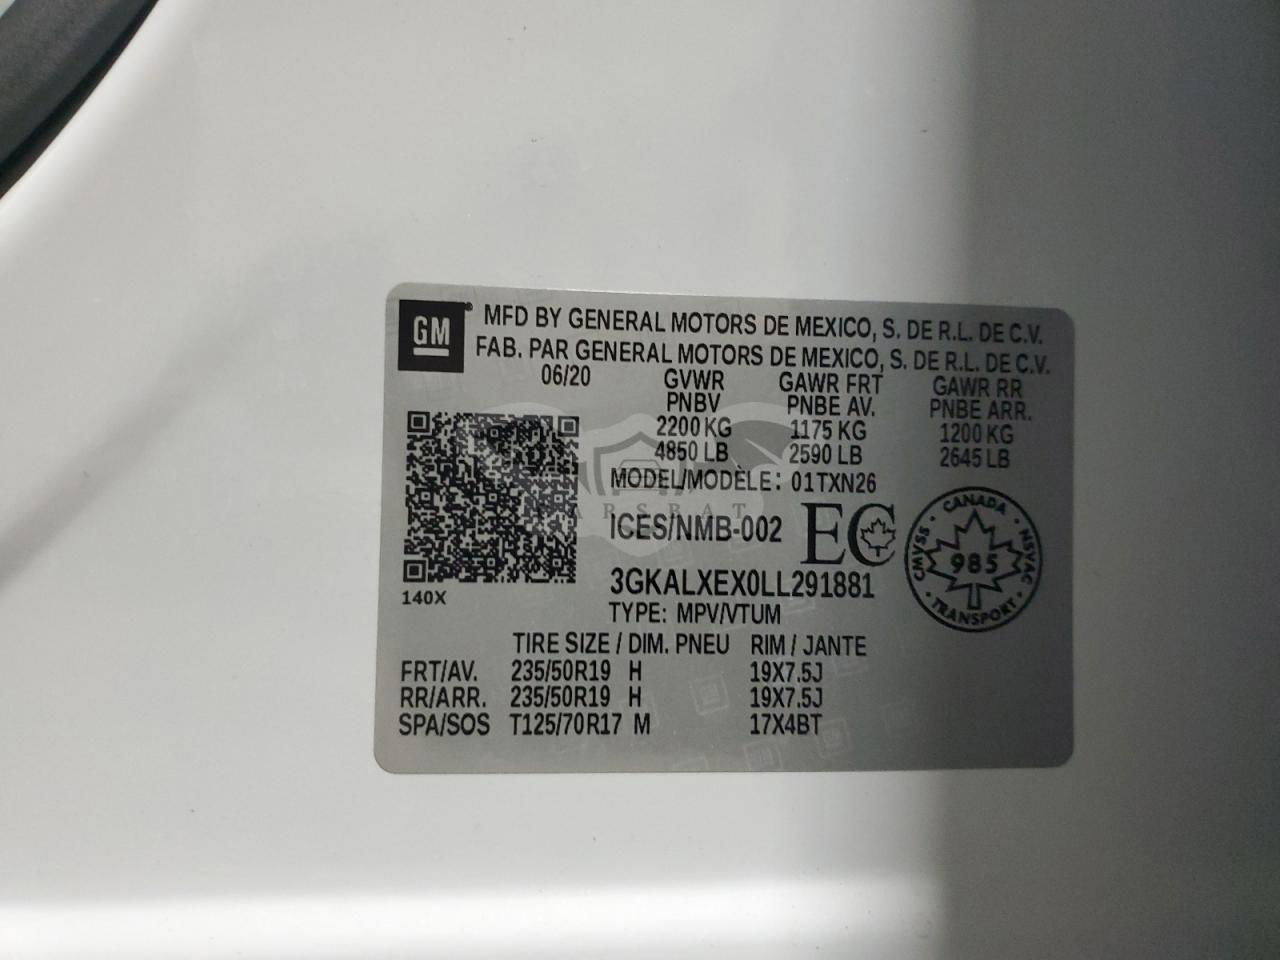 GM®
MFD BY GENERAL MOTORS DE MEXICO, S. DE R.L. DE C.V.
FAB. PAR GENERAL MOTORS DE MEXICO, S. DE R.L. DE C.V.
06/20 GVWR GAWR FRT GAWR RR
PNBV PNBE AV. PNBE ARR.
2200 KG 1175 KG 1200 KG
4850 LB 2590 LB 2645 LB
MODEL/MODÈLE: 01TXN26
CARSBAT
ICES/NMB-002 EC
CANADA
CMVSS 985 NSVAC
TRANSPORT
3GKALXEX0LL291881
140X
TYPE: MPV/VTUM
TIRE SIZE / DIM. PNEU RIM / JANTE
FRT/AV. 235/50R19 H 19X7.5J
RR/ARR. 235/50R19 H 19X7.5J
SPA/SOS T125/70R17 M 17X4BT